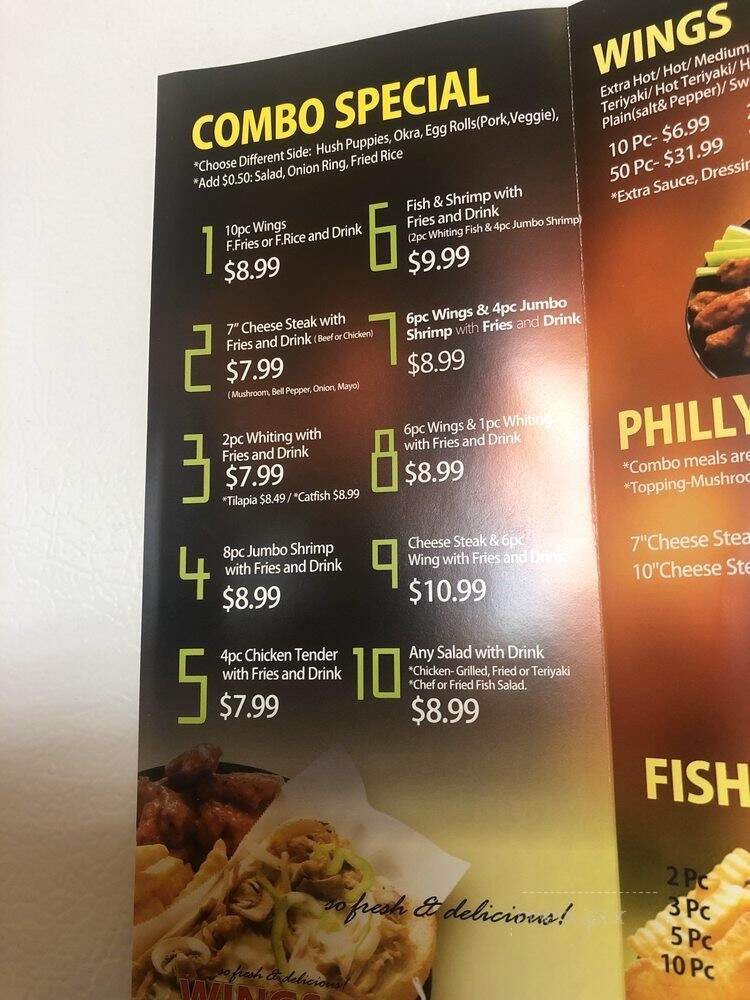 COMBO SPECIAL
*Choose Different Side: Hush Puppies, Okra, Egg Rolls(Pork,Veggie),
*Add $0.50: Salad, Onion Ring, Fried Rice
1
10pc Wings
F.Fries or F.Rice and Drink
$8.99
2
7" Cheese Steak with
Fries and Drink (Beef or Chicken)
$7.99
(Mushroom, Bell Pepper, Onion, Mayo)
3
2pc Whiting with
Fries and Drink
$7.99
*Tilapia $8.49 / *Catfish $8.99
4
8pc Jumbo Shrimp
with Fries and Drink
$8.99
5
4pc Chicken Tender
with Fries and Drink
$7.99
6
Fish & Shrimp with
Fries and Drink
(2pc Whiting Fish & 4pc Jumbo Shrimp)
$9.99
7
6pc Wings & 4pc Jumbo
Shrimp with Fries and Drink
$8.99
8
6pc Wings & 1pc Whiting
with Fries and Drink
$8.99
9
Cheese Steak & 6pc
Wing with Fries and Drink
$10.99
10
Any Salad with Drink
*Chicken- Grilled, Fried or Teriyaki
*Chef or Fried Fish Salad.
$8.99
so fresh & delicious!
so fresh & delicious!
WINGS
WINGS
Extra Hot/ Hot/ Medium
Teriyaki/ Hot Teriyaki/ H
Plain(salt& Pepper)/ Sw
10 Pc- $6.99
50 Pc- $31.99
*Extra Sauce, Dressin
PHILLY
*Combo meals are
*Topping-Mushroo
7"Cheese Stea
10"Cheese Ste
FISH
2 Pc
3 Pc
5 Pc
10 Pc